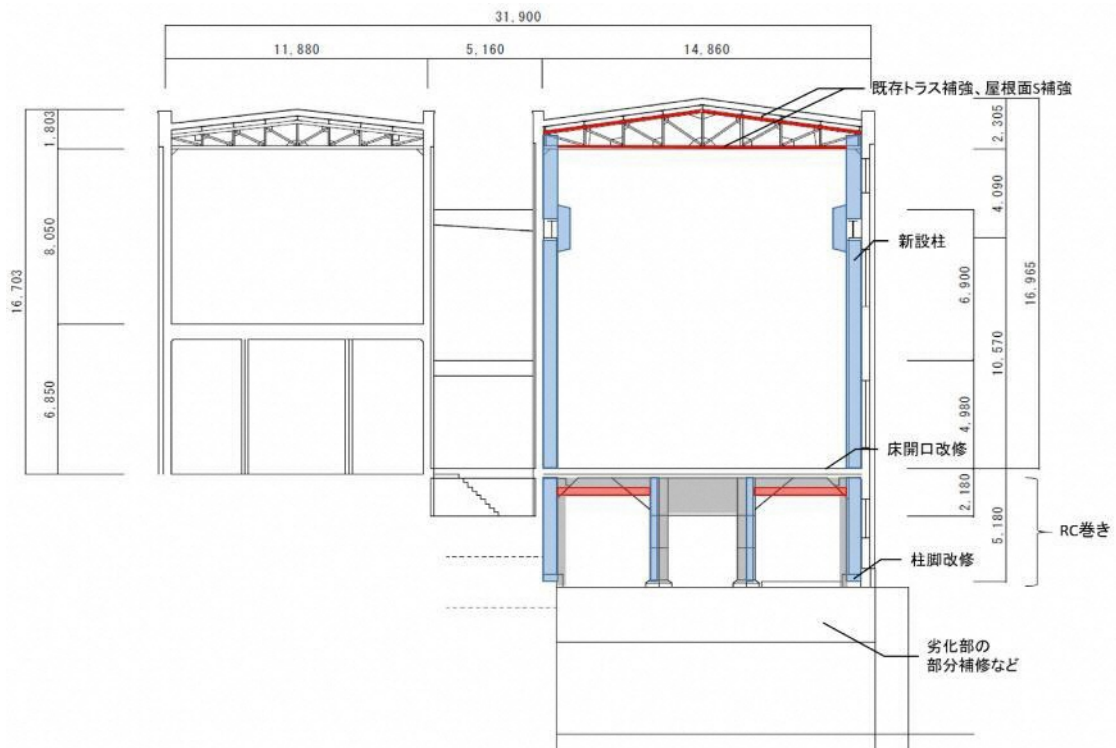 31,900
11,880
5,160
14,860
既存トラス補強、屋根面S補強
1,803
8,050
16,703
6,850
2,305
4,090
新設柱
6,900
16,965
10,570
4,980
床開口改修
2,180
5,180
RC巻き
柱脚改修
劣化部の
部分補修など